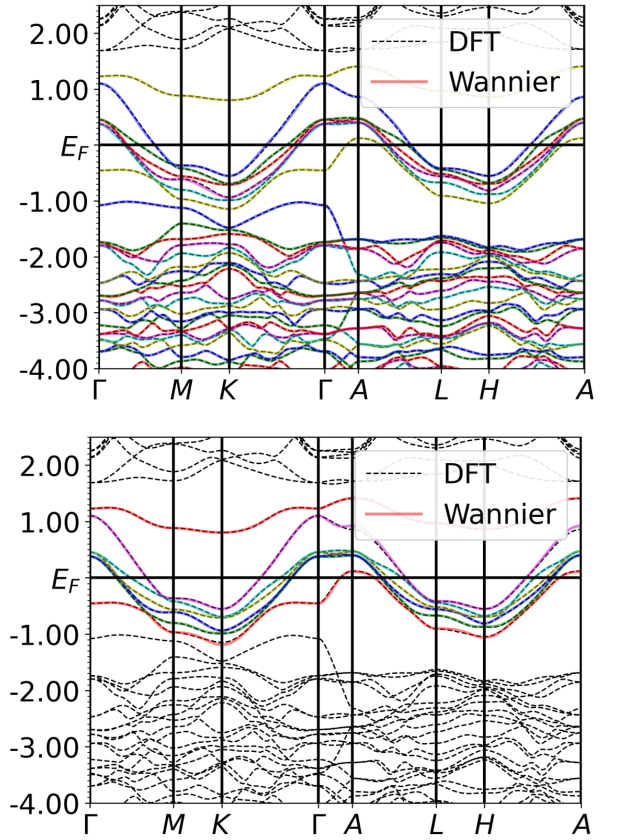 2.00
DFT
1.00
Wannier
E_F
-1.00
-2.00
-3.00
-4.00
Γ M K Γ A L H A
2.00
DFT
1.00
Wannier
E_F
-1.00
-2.00
-3.00
-4.00
Γ M K Γ A L H A